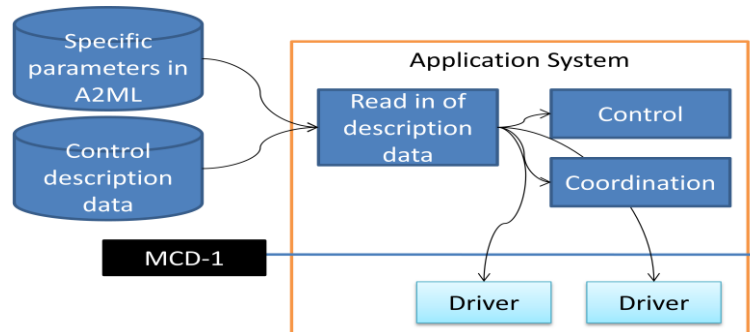 Specific
parameters in
A2ML
Control
description
data
Application System
Read in of
description
data
Control
Coordination
MCD-1
Driver
Driver